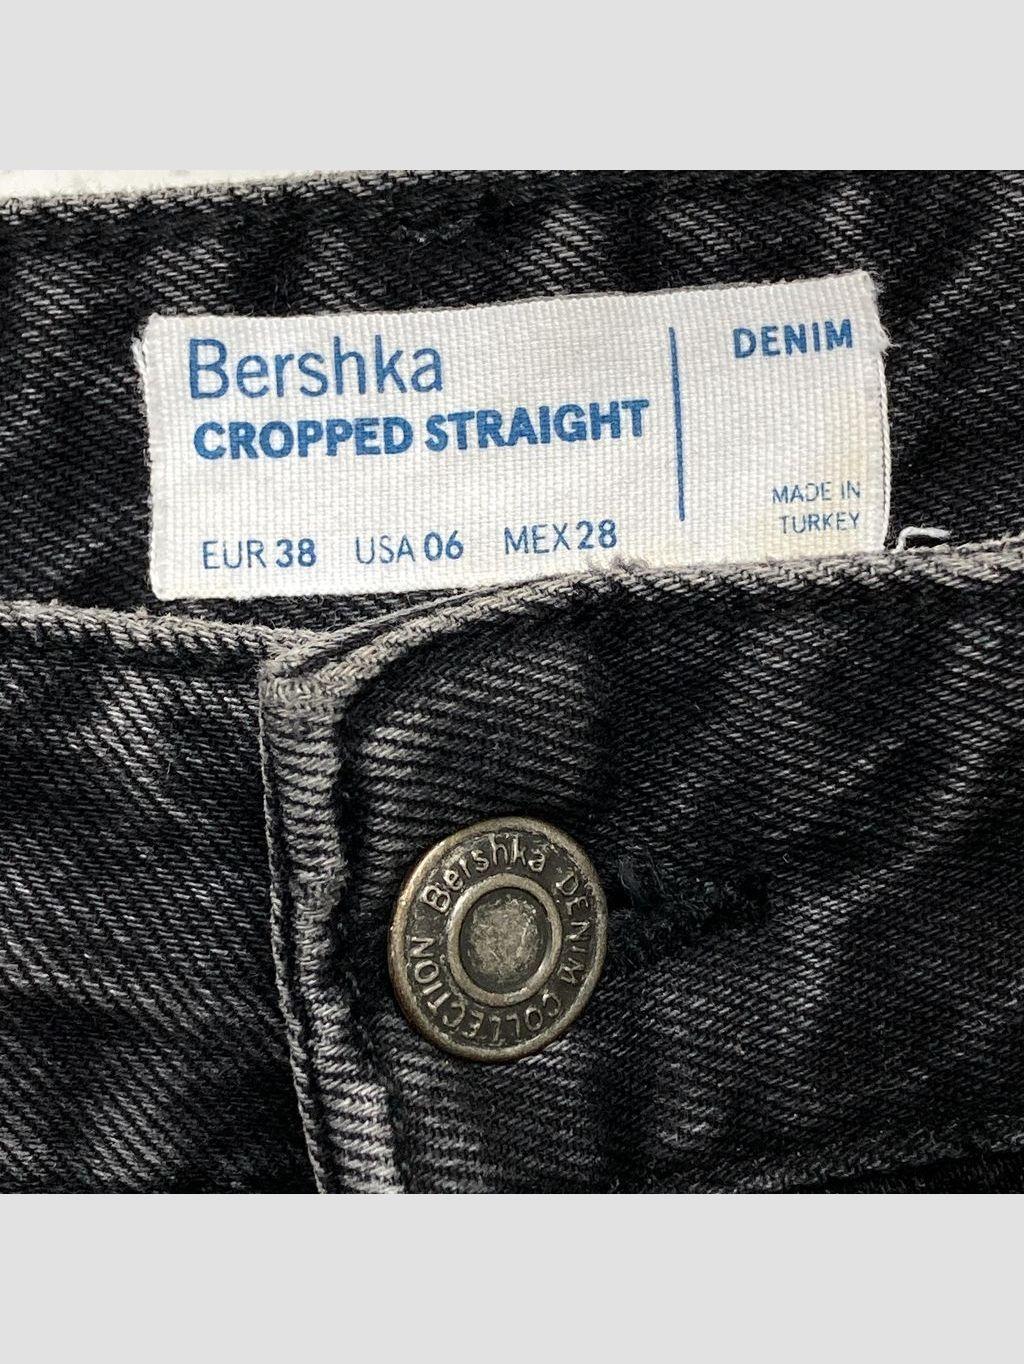 Bershka
CROPPED STRAIGHT
EUR 38 USA 06 MEX 28
DENIM
MADE IN
TURKEY
Bershka DENIM COLLECTION